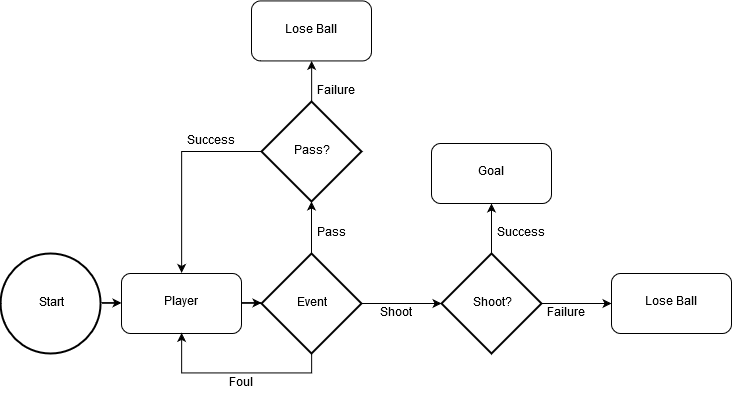 Lose Ball
Failure
Success
Pass?
Goal
Pass
Success
Start
Player
Event
Shoot
Shoot?
Failure
Lose Ball
Foul